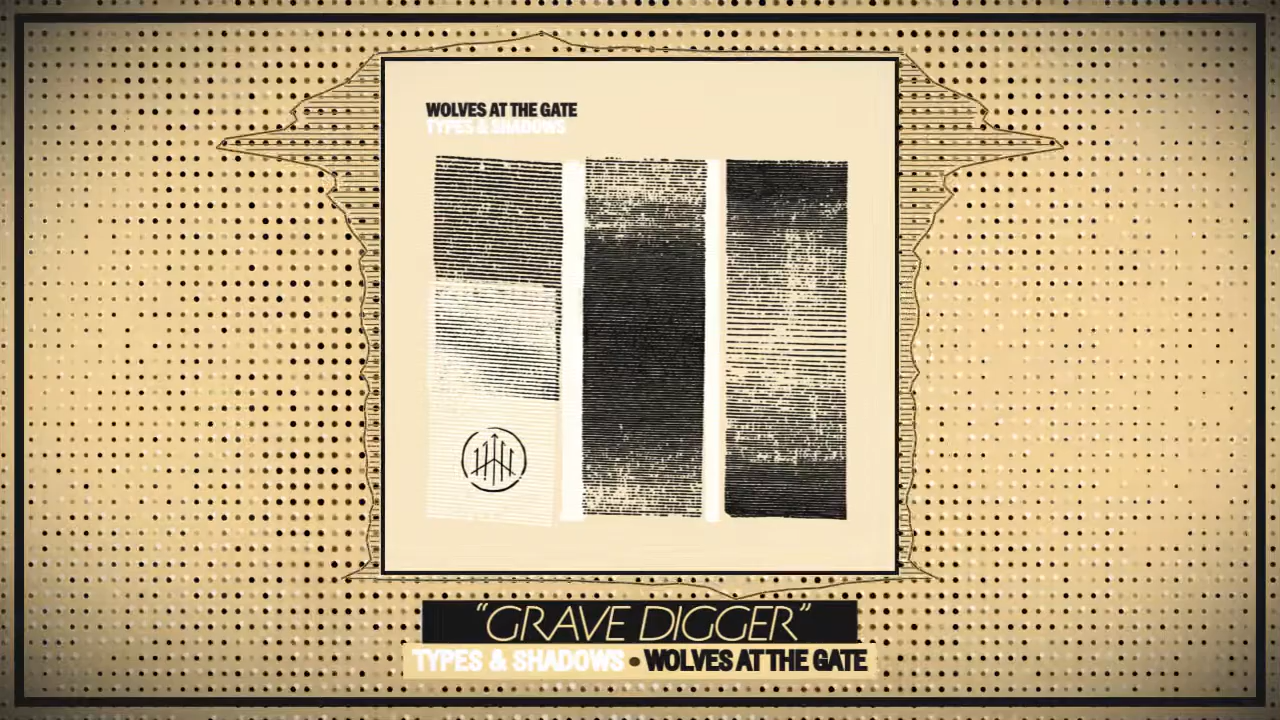 WOLVES AT THE GATE
TYPES & SHADOWS
“GRAVE DIGGER”
TYPES & SHADOWS • WOLVES AT THE GATE